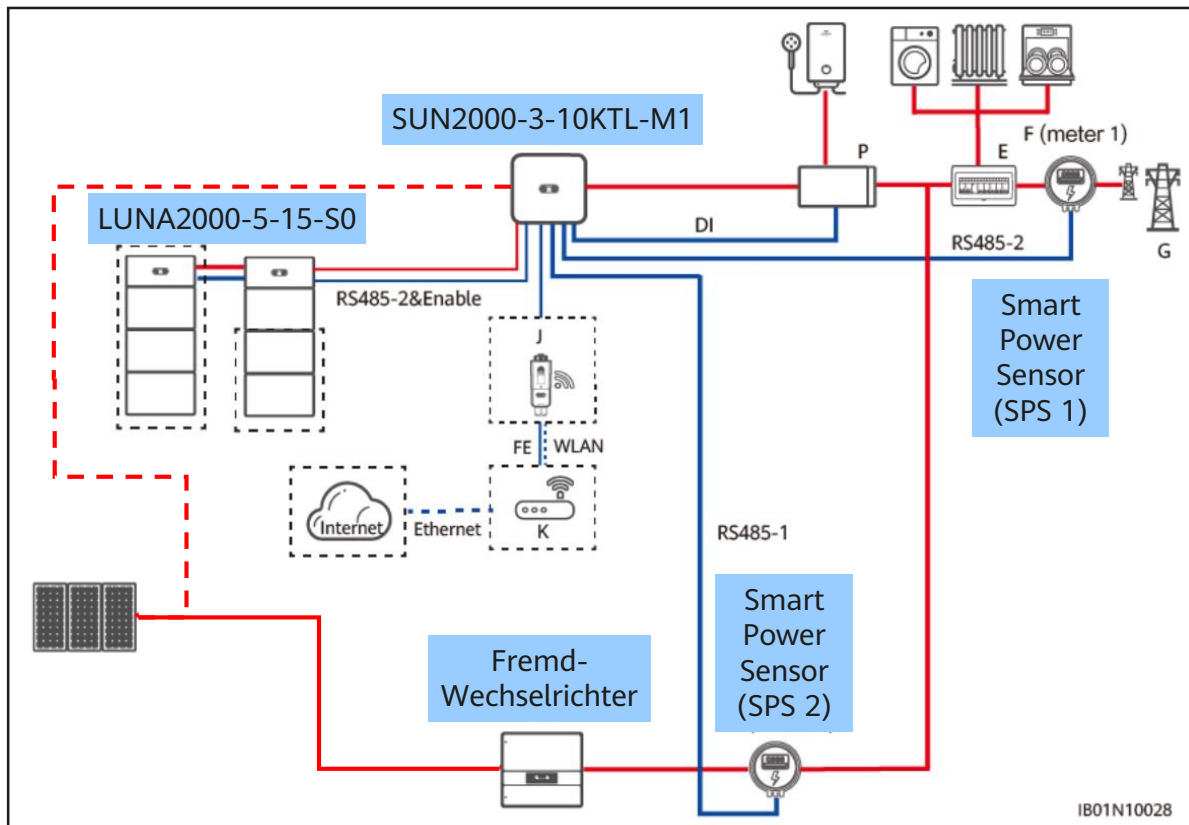 SUN2000-3-10KTL-M1
F (meter 1)
P
E
LUNA2000-5-15-S0
DI
RS485-2
G
RS485-2&Enable
Smart
Power
Sensor
(SPS 1)
J
FE
WLAN
Internet
Ethernet
K
RS485-1
Smart
Power
Sensor
(SPS 2)
Fremd-
Wechselrichter
IB01N10028